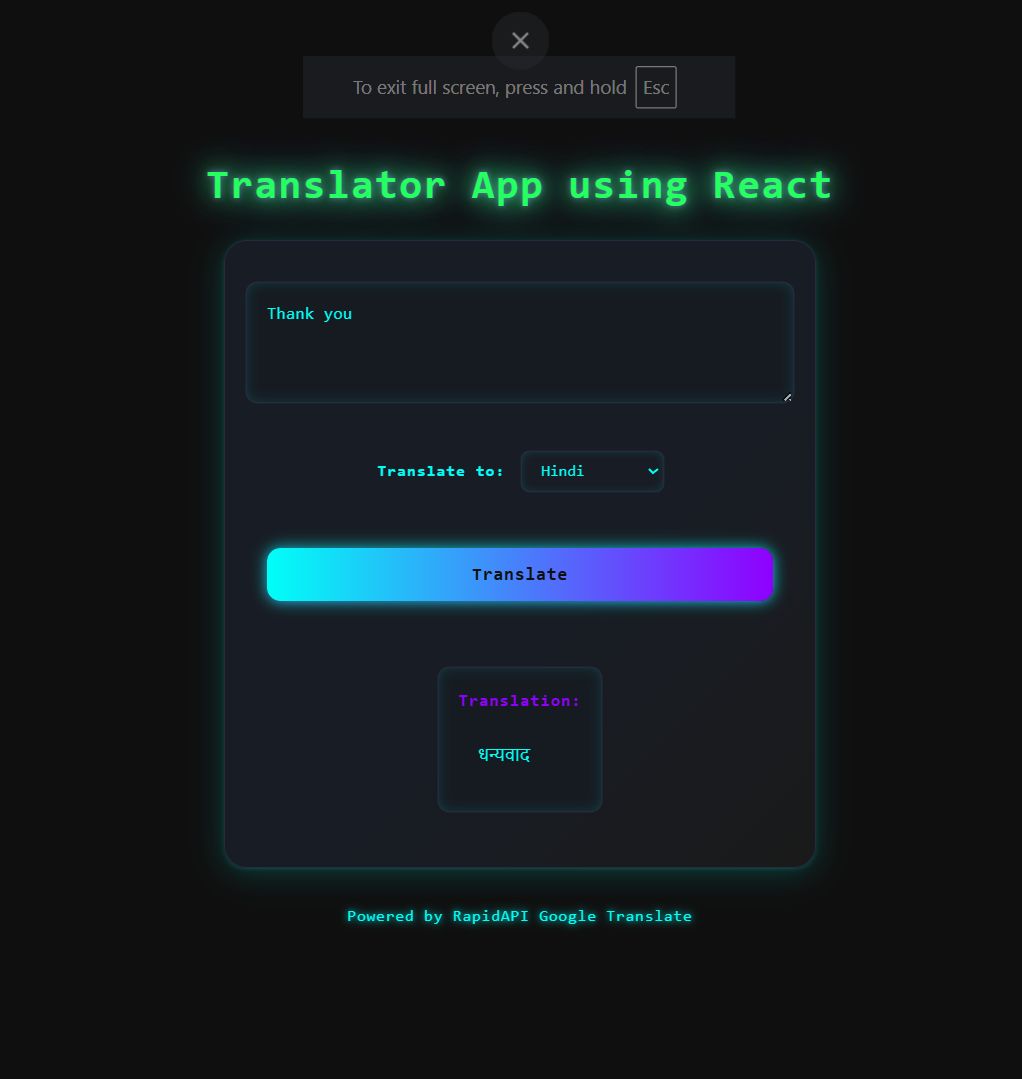 To exit full screen, press and hold Esc
Translator App using React
Thank you
Translate to: Hindi
Translate
Translation:
धन्यवाद
Powered by RapidAPI Google Translate